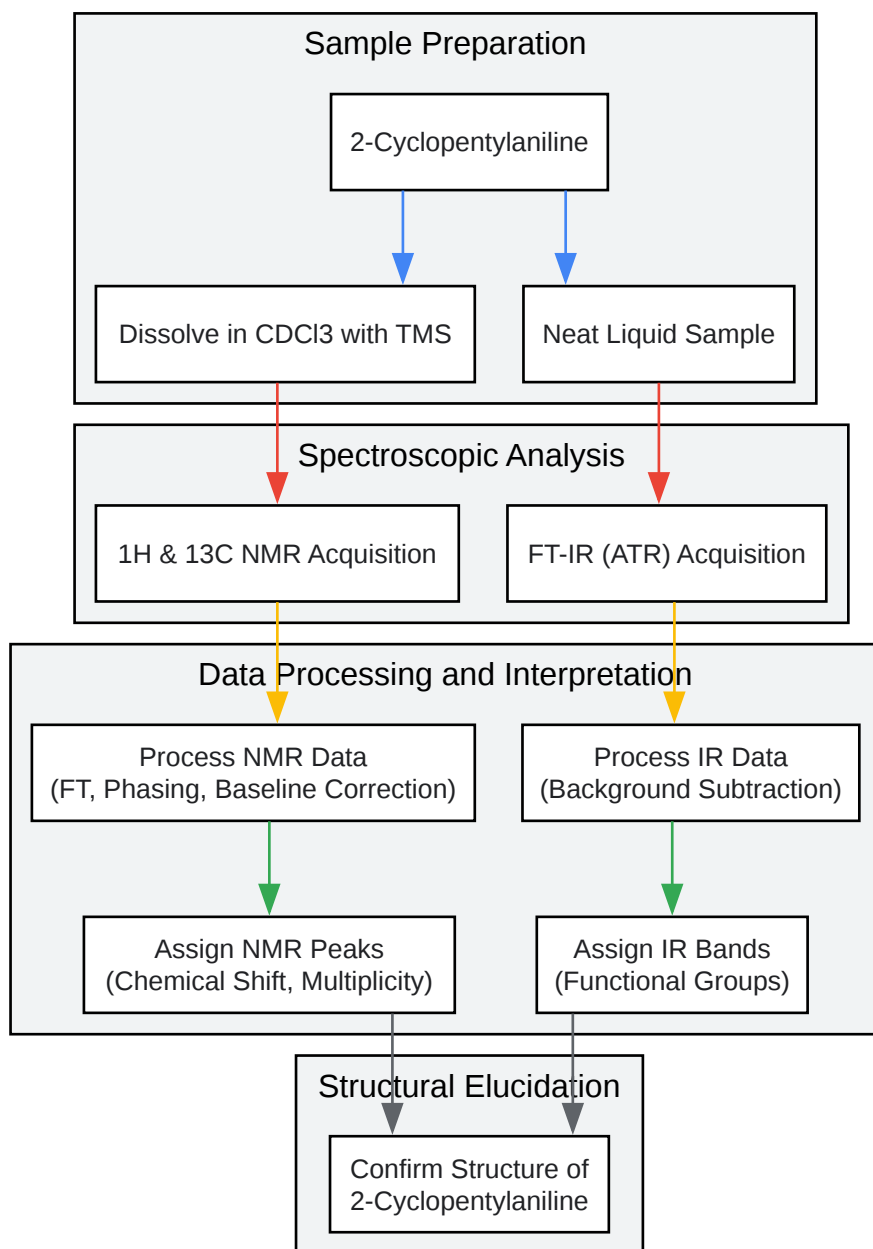 Sample Preparation
2-Cyclopentylaniline
Dissolve in CDCl3 with TMS
Neat Liquid Sample
Spectroscopic Analysis
1H & 13C NMR Acquisition
FT-IR (ATR) Acquisition
Data Processing and Interpretation
Process NMR Data
(FT, Phasing, Baseline Correction)
Process IR Data
(Background Subtraction)
Assign NMR Peaks
(Chemical Shift, Multiplicity)
Assign IR Bands
(Functional Groups)
Structural Elucidation
Confirm Structure of
2-Cyclopentylaniline